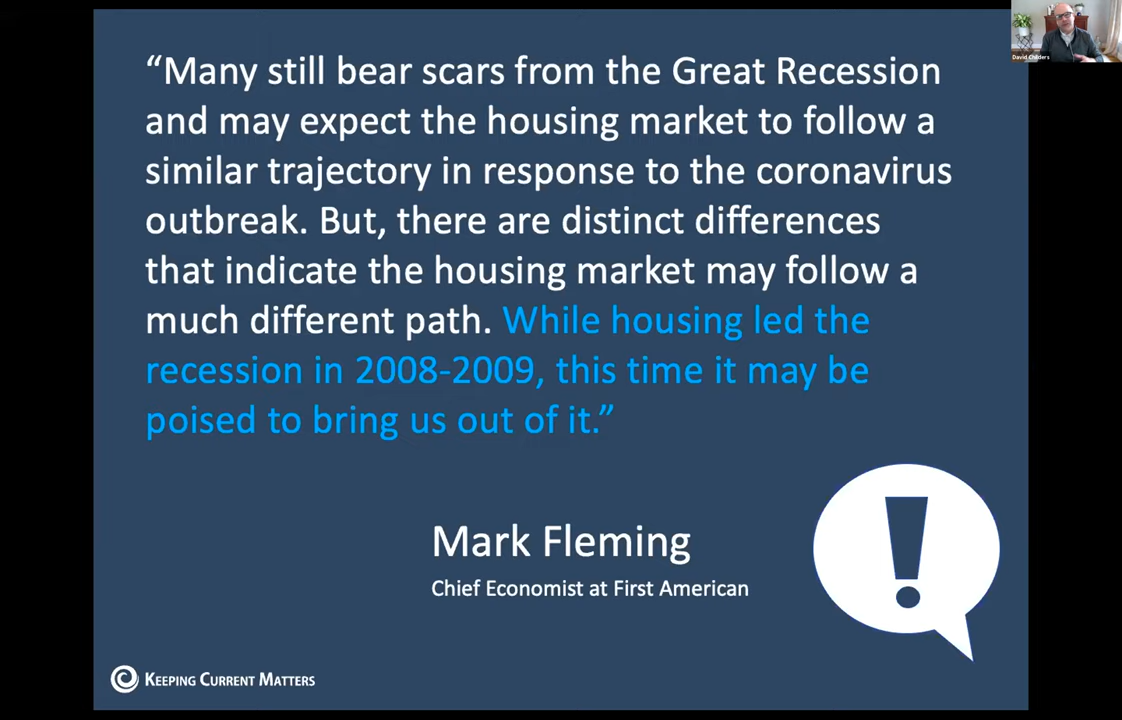 David Childers
“Many still bear scars from the Great Recession
and may expect the housing market to follow a
similar trajectory in response to the coronavirus
outbreak. But, there are distinct differences
that indicate the housing market may follow a
much different path. While housing led the
recession in 2008-2009, this time it may be
poised to bring us out of it.”
!
Mark Fleming
Chief Economist at First American
KEEPING CURRENT MATTERS